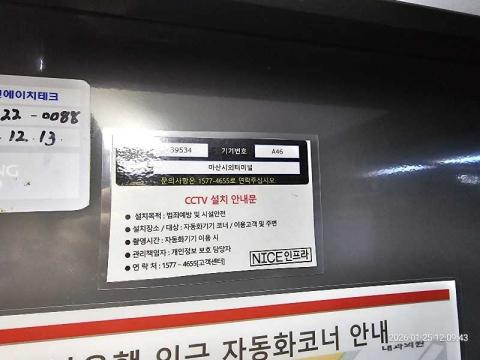 에이치테크
22-0088
12.13
39534 기기번호 A46
마산시외터미널
문의사항은 1577-4655로 연락주십시오
CCTV 설치 안내문
● 설치목적 : 범죄예방 및 시설안전
● 설치장소 / 대상 : 자동화기기 코너 / 이용고객 및 주변
● 촬영시간 : 자동화기기 이용 시
● 관리책임자 : 개인정보 보호 담당자
● 연 락 처 : 1577-4655[고객센터]
NICE인프라
인근 자동화코너 안내
2026-01-25 12:09:43